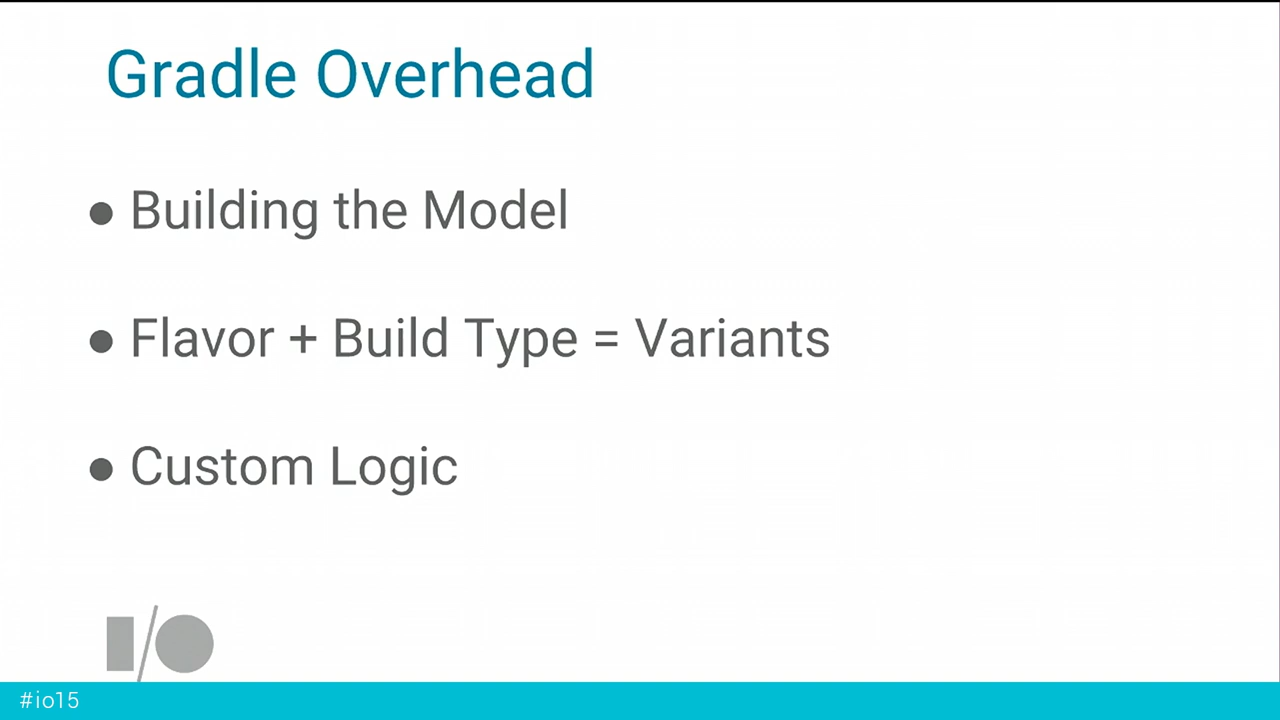 Gradle Overhead
● Building the Model
● Flavor + Build Type = Variants
● Custom Logic
I/O
#io15